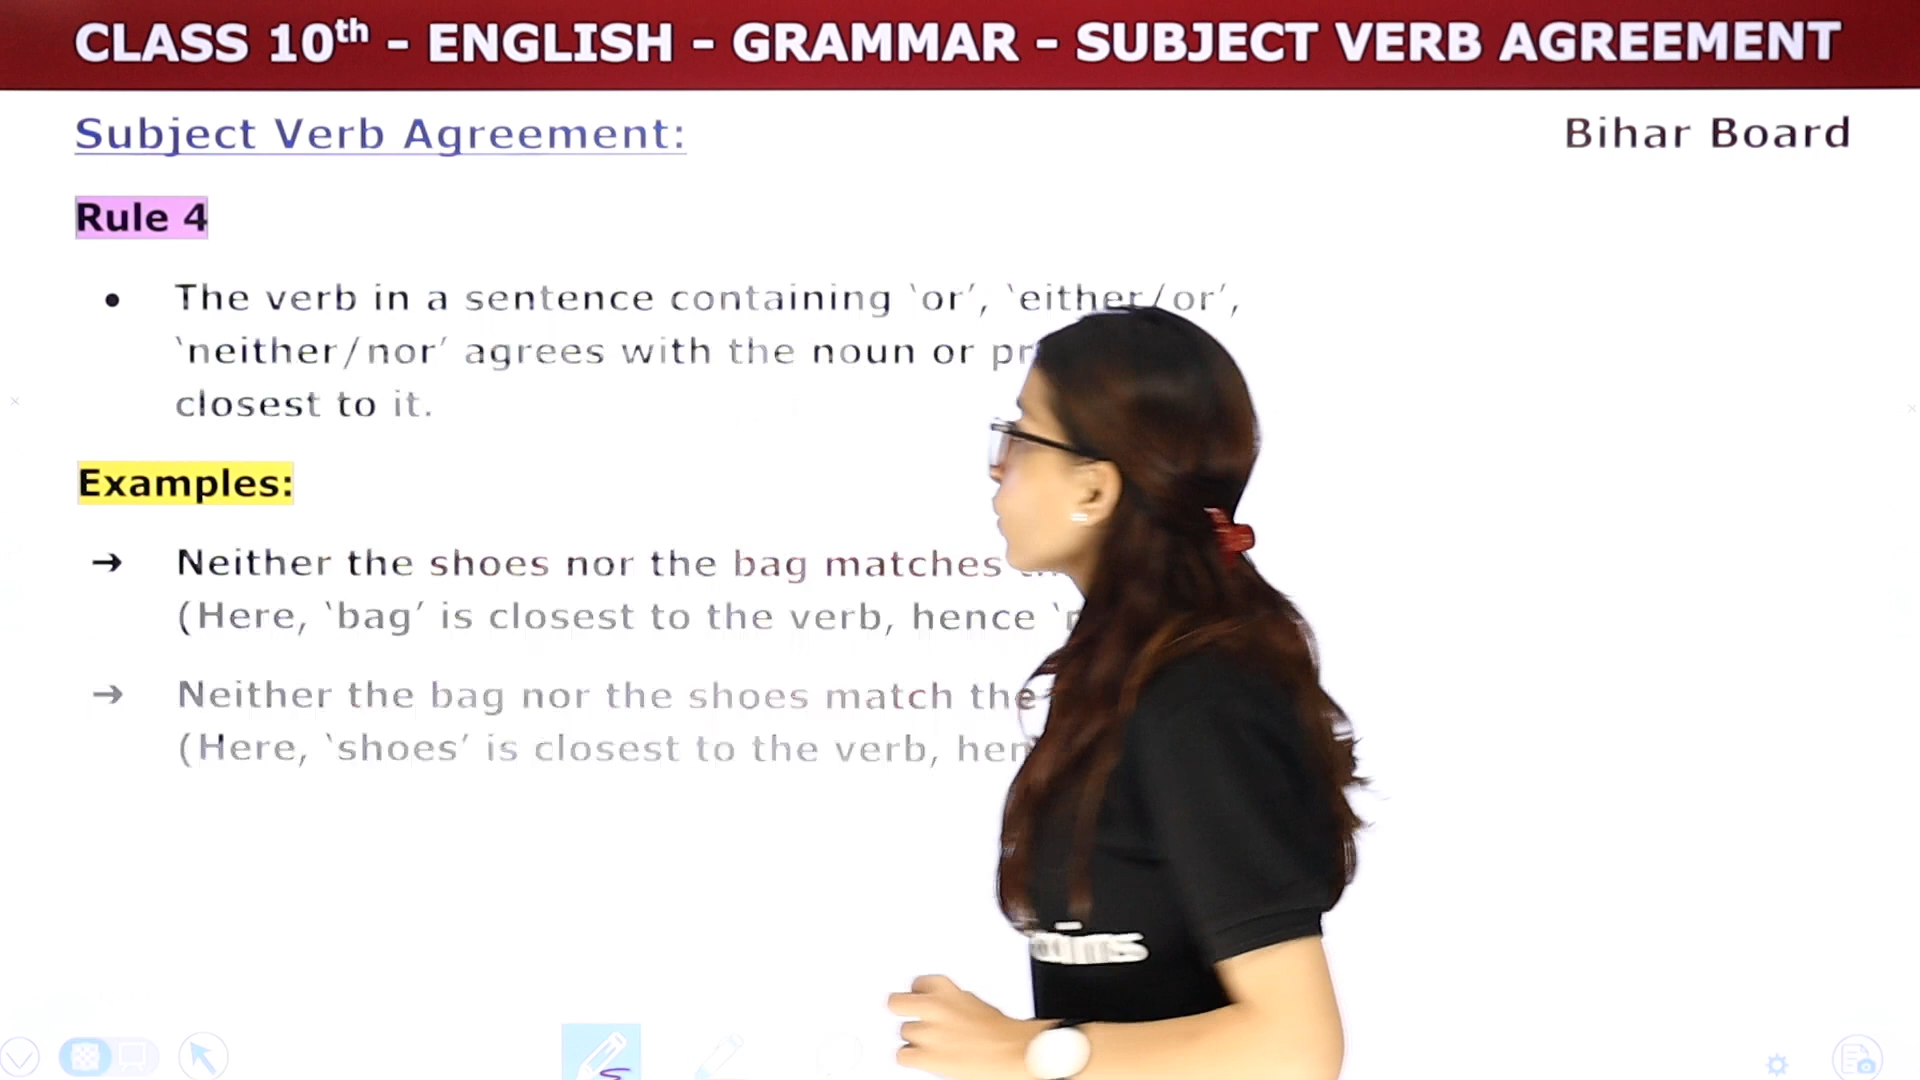 CLASS 10th - ENGLISH - GRAMMAR - SUBJECT VERB AGREEMENT
Subject Verb Agreement:
Bihar Board
Rule 4
• The verb in a sentence containing ‘or’, ‘either/or’,
‘neither/nor’ agrees with the noun or
closest to it.
Examples:
→ Neither the shoes nor the bag matches
(Here, ‘bag’ is closest to the verb, hence
→ Neither the bag nor the shoes match the
(Here, ‘shoes’ is closest to the verb,